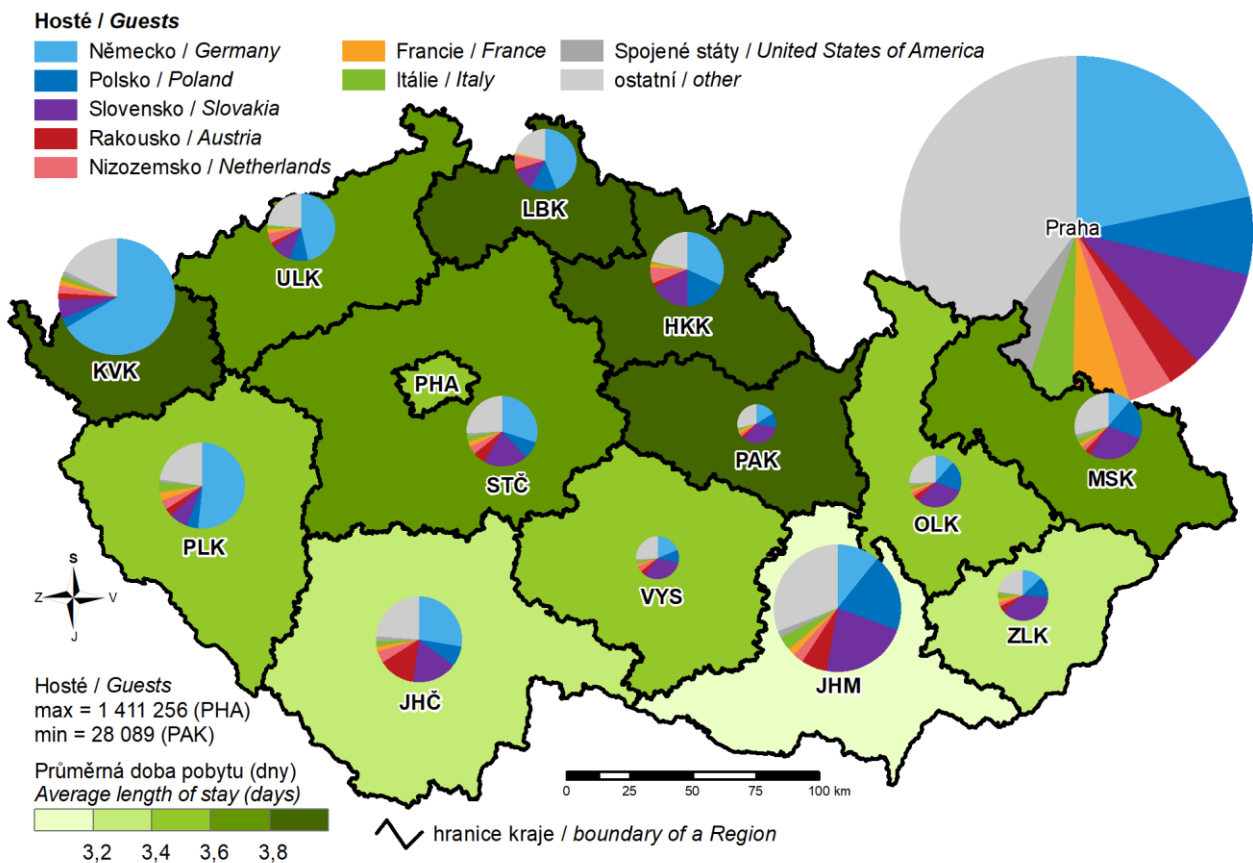 Hosté / Guests
Německo / Germany
Polsko / Poland
Slovensko / Slovakia
Rakousko / Austria
Nizozemsko / Netherlands
Francie / France
Itálie / Italy
Spojené státy / United States of America
ostatní / other
Praha
LBK
ULK
HKK
KVK
PHA
STČ
PAK
MSK
OLK
PLK
VYS
ZLK
JHČ
JHM
S
Z V
J
Hosté / Guests
max = 1 411 256 (PHA)
min = 28 089 (PAK)
Průměrná doba pobytu (dny)
Average length of stay (days)
3,2 3,4 3,6 3,8
0 25 50 75 100 km
hranice kraje / boundary of a Region